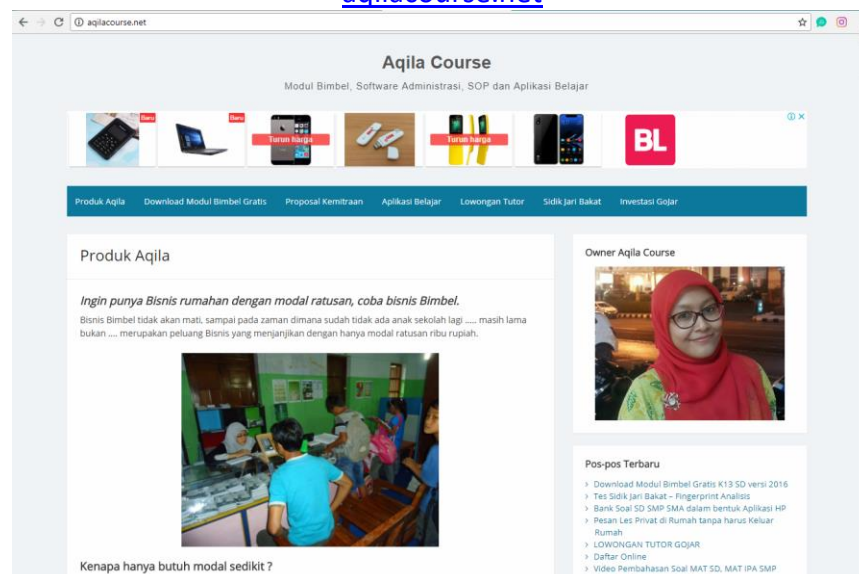 aqilacourse.net
aqilacourse.net
Aqila Course
Modul Bimbel, Software Administrasi, SOP dan Aplikasi Belajar
Baru
Baru
Turun harga
Turun harga
BL
Produk Aqila Download Modul Bimbel Gratis Proposal Kemitraan Aplikasi Belajar Lowongan Tutor Sidik Jari Bakat Investasi GoJar
Produk Aqila
Ingin punya Bisnis rumahan dengan modal ratusan, coba bisnis Bimbel.
Bisnis Bimbel tidak akan mati, sampai pada zaman dimana sudah tidak ada anak sekolah lagi ..... masih lama
bukan .... merupakan peluang Bisnis yang menjanjikan dengan hanya modal ratusan ribu rupiah.
Kenapa hanya butuh modal sedikit ?
Owner Aqila Course
Pos-pos Terbaru
Download Modul Bimbel Gratis K13 SD versi 2016
Tes Sidik Jari Bakat – Fingerprint Analisis
Bank Soal SD SMP SMA dalam bentuk Aplikasi HP
Pesan Les Privat di Rumah tanpa harus Keluar
Rumah
LOWONGAN TUTOR GOJAR
Daftar Online
Video Pembahasan Soal MAT SD, MAT IPA SMP